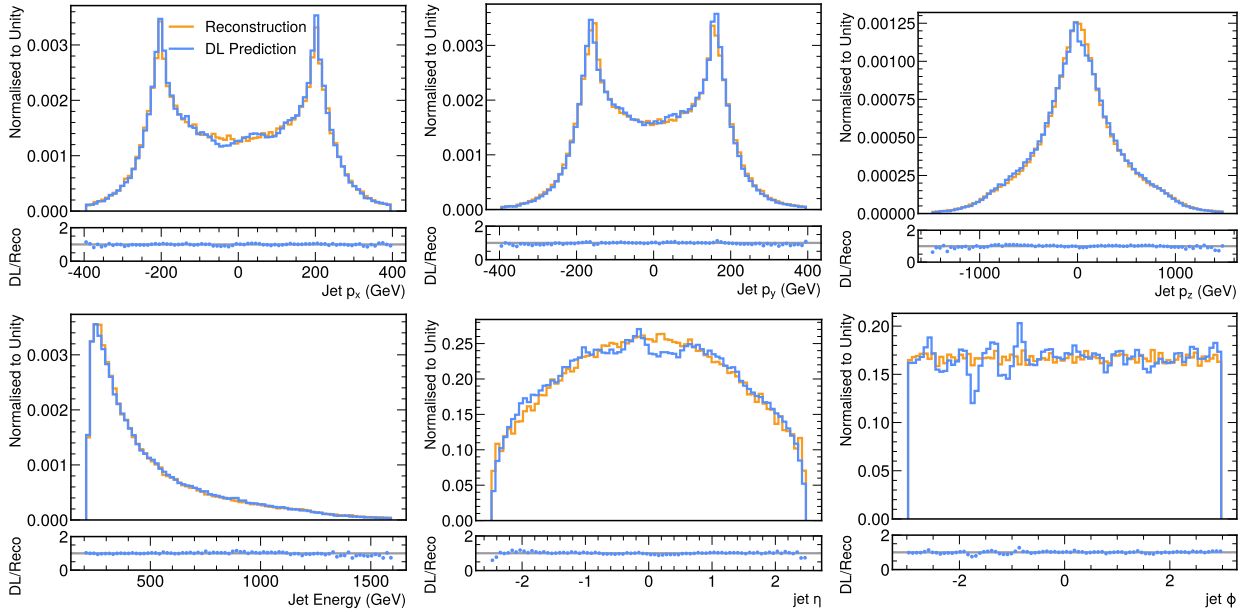 Normalised to Unity
0.003
0.002
0.001
0.000
Reconstruction
DL Prediction
DL/Reco
2
0
-400 -200 0 200 400
Jet px (GeV)
Normalised to Unity
0.003
0.002
0.001
0.000
DL/Reco
2
0
-400 -200 0 200 400
Jet py (GeV)
Normalised to Unity
0.00125
0.00100
0.00075
0.00050
0.00025
0.00000
DL/Reco
2
0
-1000 0 1000
Jet pz (GeV)
Normalised to Unity
0.003
0.002
0.001
0.000
DL/Reco
2
0
500 1000 1500
Jet Energy (GeV)
Normalised to Unity
0.25
0.20
0.15
0.10
0.05
0.00
DL/Reco
2
0
-2 -1 0 1 2
jet η
Normalised to Unity
0.20
0.15
0.10
0.05
0.00
DL/Reco
2
0
-2 0 2
jet ϕ